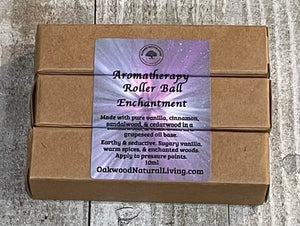 Aromatherapy
Roller Ball
Enchantment
Made with pure vanilla, cinnamon,
sandalwood, & cedarwood in a
grapeseed oil base.
Earthy & seductive. Sugary vanilla,
warm spices, & enchanted woods.
Apply to pressure points.
10ml
OakwoodNaturalLiving.com